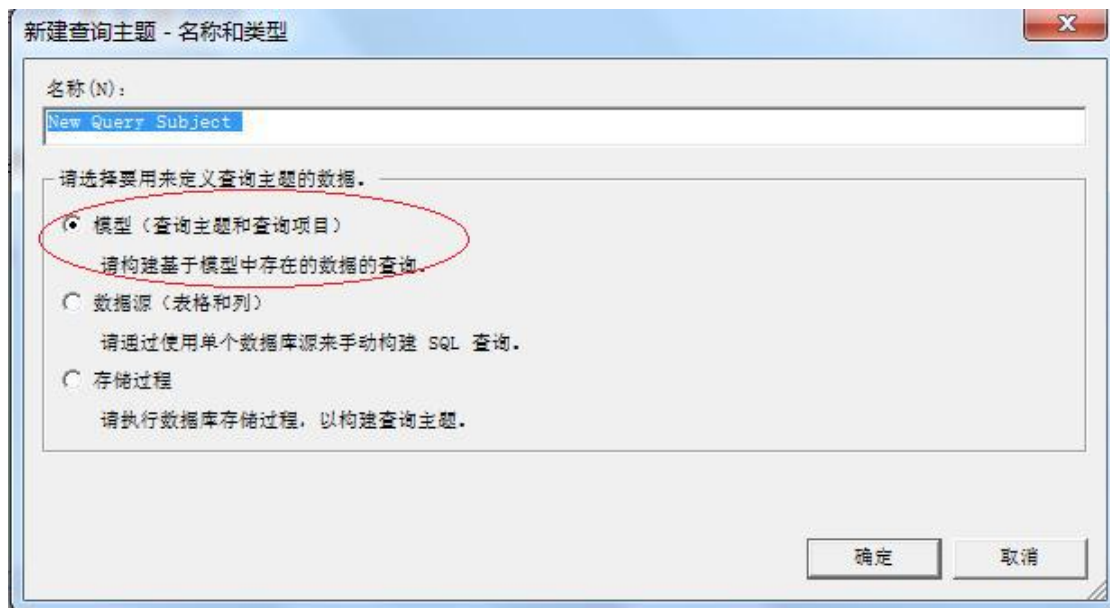 新建查询主题 - 名称和类型
名称(N):
New Query Subject
请选择要用来定义查询主题的数据.
模型（查询主题和查询项目）
请构建基于模型中存在的数据的查询.
数据源（表格和列）
请通过使用单个数据库源来手动构建 SQL 查询.
存储过程
请执行数据库存储过程, 以构建查询主题.
确定
取消